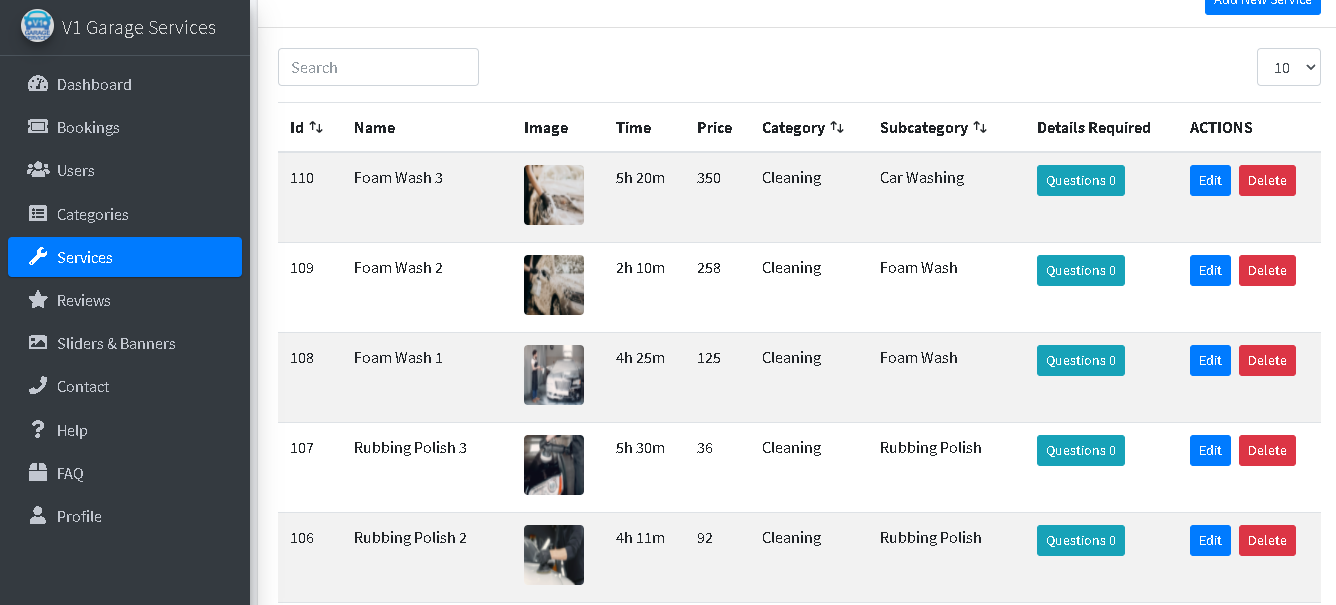 V1 Garage Services
Dashboard
Bookings
Users
Categories
Services
Reviews
Sliders & Banners
Contact
Help
FAQ
Profile
Add New Service
Search
10
Id Name Image Time Price Category Subcategory Details Required ACTIONS
110 Foam Wash 3 5h 20m 350 Cleaning Car Washing Questions 0 Edit Delete
109 Foam Wash 2 2h 10m 258 Cleaning Foam Wash Questions 0 Edit Delete
108 Foam Wash 1 4h 25m 125 Cleaning Foam Wash Questions 0 Edit Delete
107 Rubbing Polish 3 5h 30m 36 Cleaning Rubbing Polish Questions 0 Edit Delete
106 Rubbing Polish 2 4h 11m 92 Cleaning Rubbing Polish Questions 0 Edit Delete